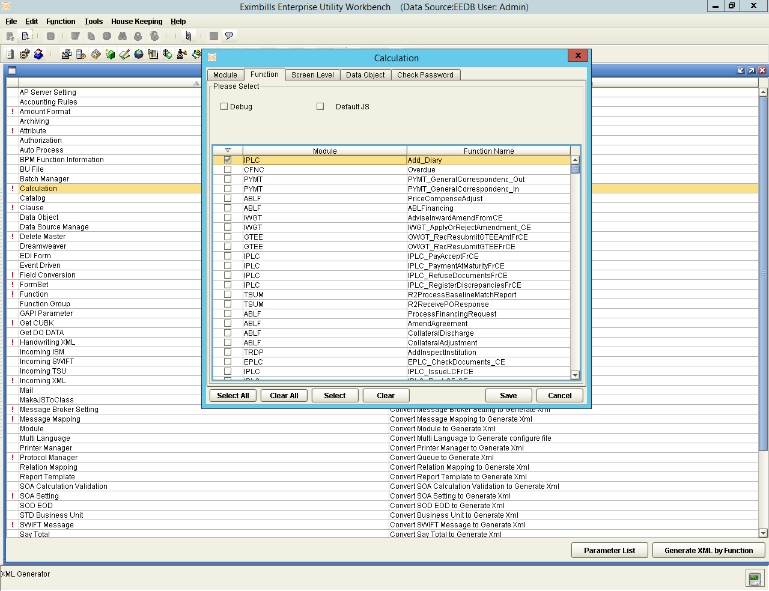 Eximbills Enterprise Utility Workbench (Data Source:EEDB User: Admin)
File Edit Function Tools House Keeping Help
Calculation
Module Function Screen Level Data Object Check Password
Please Select
Debug Default JS
Module Function Name
IPLC Add_Diary
CFNC Overdue
PYMT PYMT_GeneralCorrespondenc_Out
PYMT PYMT_GeneralCorrespondenc_In
ABLF PriceCompenseAdjust
ABLF ABLFinancing
IWGT AdviseInwardAmendFromCE
IWGT IWGT_ApplyOrRejectAmendment_CE
GTEE OWGT_RecResubmitGTEEAmtFrCE
GTEE OWGT_RecResubmitGTEEFrCE
IPLC IPLC_PayAcceptFrCE
IPLC IPLC_PaymentAtMaturityFrCE
IPLC IPLC_RefuseDocumentsFrCE
IPLC IPLC_RegisterDiscrepanciesFrCE
TSUM R2ProcessBaselineMatchReport
TSUM R2ReceivePOResponse
ABLF ProcessFinancingRequest
ABLF AmendAgreement
ABLF CollateralDischarge
ABLF CollateralAdjustment
TRDP AddInspectInstitution
EPLC EPLC_CheckDocuments_CE
IPLC IPLC_IssueLCFrCE
Select All Clear All Select Clear Save Cancel
AP Server Setting
Accounting Rules
! Amount Format
Archiving
! Attribute
Authorization
Auto Process
BPM Function Information
BU File
Batch Manager
! Calculation
Catalog
! Clause
Data Object
Data Source Manage
! Delete Master
Dreamweaver
EDI Form
Event Driven
! Field Conversion
! FormSet
! Function
Function Group
GAPI Parameter
! Get CUBK
Get DO DATA
! Handwriting XML
Incoming IBM
Incoming SWIFT
Incoming TSU
! Incoming XML
Mail
MakeJSToClass
! Message Broker Setting Convert Message Broker Setting to Generate Xml
! Message Mapping Convert Message Mapping to Generate Xml
Module Convert Module to Generate Xml
Multi Language Convert Multi Language to Generate configure file
Printer Manager Convert Printer Manager to Generate Xml
! Protocol Manager Convert Queue to Generate Xml
Relation Mapping Convert Relation Mapping to Generate Xml
Report Template Convert Report Template to Generate Xml
SOA Calculation Validation Convert SOA Calculation Validation to Generate Xml
! SOA Setting Convert SOA Setting to Generate Xml
SOD EOD Convert SOD EOD to Generate Xml
STD Business Unit Convert STD Business Unit to Generate Xml
! SWIFT Message Convert SWIFT Message to Generate Xml
Say Total Convert Say Total to Generate Xml
Parameter List Generate XML by Function
XML Generator